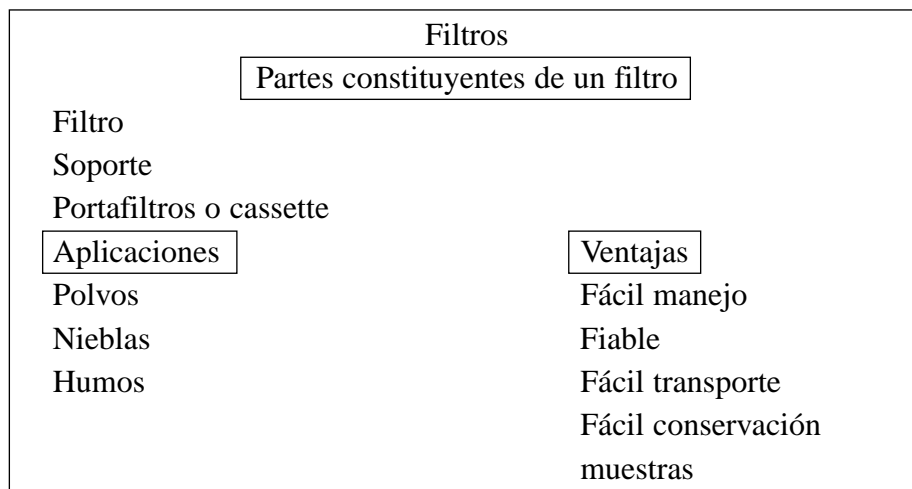 Filtros
Partes constituyentes de un filtro
Filtro
Soporte
Portafiltros o cassette
Aplicaciones
Polvos
Nieblas
Humos
Ventajas
Fácil manejo
Fiable
Fácil transporte
Fácil conservación
muestras